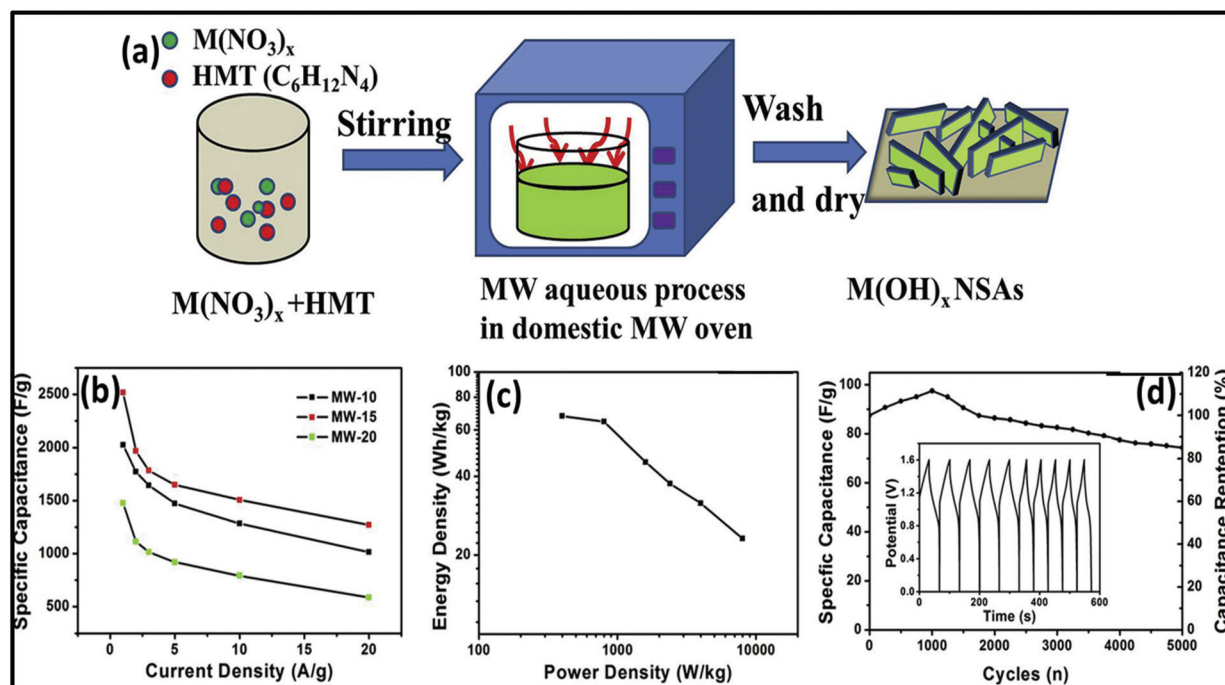 (a)
M(NO₃)ₓ
HMT (C₆H₁₂N₄)
Stirring
Wash
and dry
M(NO₃)ₓ+HMT
MW aqueous process
in domestic MW oven
M(OH)ₓ NSAs
(b)
MW-10
MW-15
MW-20
Specific Capacitance (F/g)
2500
2000
1500
1000
500
0 5 10 15 20
Current Density (A/g)
(c)
Energy Density (Wh/kg)
100
80
60
40
20
100 1000 10000
Power Density (W/kg)
(d)
Specfic Capacitance (F/g)
100
80
60
40
20
0
0 1000 2000 3000 4000 5000
Cycles (n)
Capacitance Rentention (%)
120
100
80
60
40
20
0
Potential (V)
1.6
1.2
0.8
0.4
0.0
0 200 400 600
Time (s)